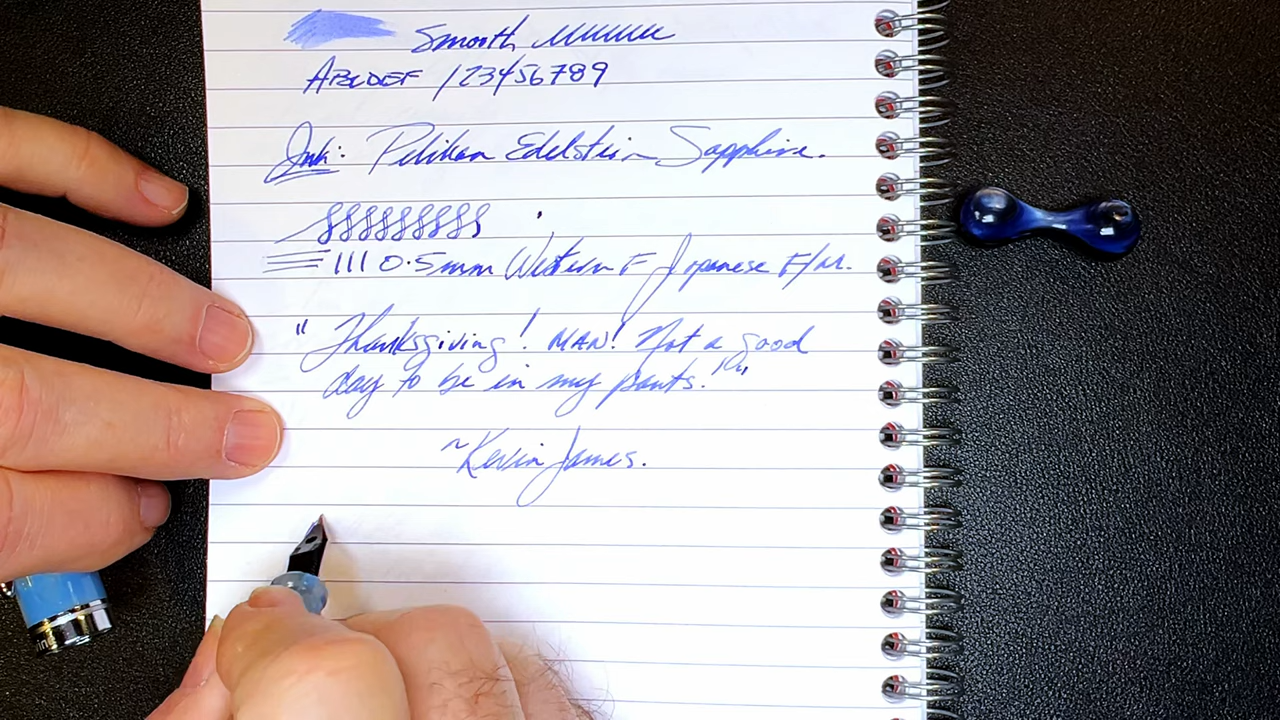 Smooth
ABCDEF 123456789
Ink: Pelikan Edelstein Sapphire.
111 0.5mm Western F Japanese F/M.
"Thanksgiving! MAN! Not a good
day to be in my pants."
~Kevin James.